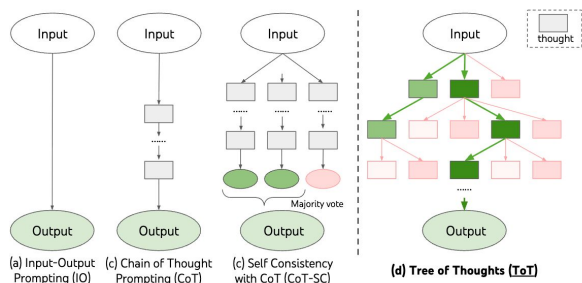 Input
Output
(a) Input-Output
Prompting (IO)
Input
......
Output
(c) Chain of Thought
Prompting (CoT)
Input
......
......
......
Majority vote
Output
(c) Self Consistency
with CoT (CoT-SC)
Input
thought
......
Output
(d) Tree of Thoughts (ToT)